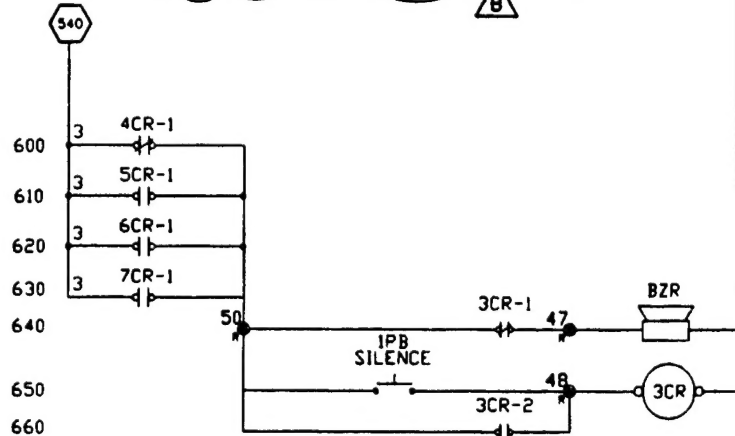 B
540
4CR-1
600 3
5CR-1
610 3
6CR-1
620 3
7CR-1
630 3
BZR
3CR-1
640 50 47
1PB
SILENCE
650 48 3CR
3CR-2
660